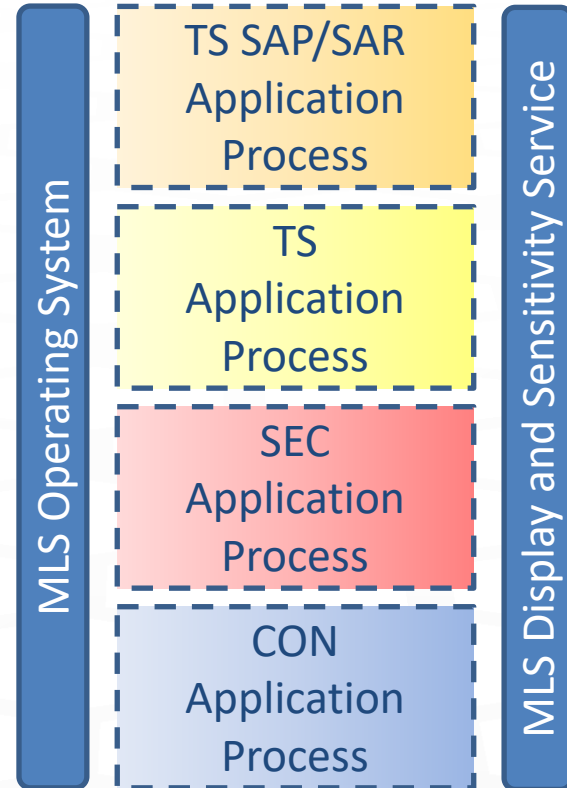 MLS Operating System
TS SAP/SAR
Application
Process
TS
Application
Process
SEC
Application
Process
CON
Application
Process
MLS Display and Sensitivity Service